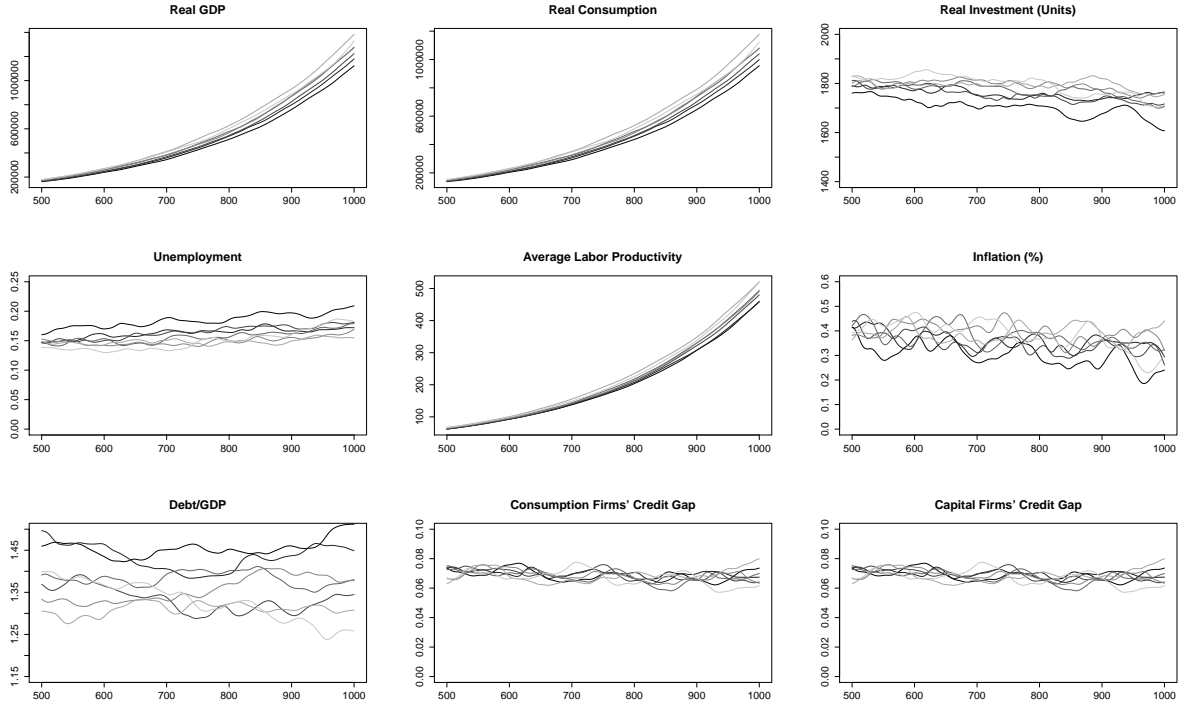 Real GDP
200000 600000 1000000
500 600 700 800 900 1000
Real Consumption
200000 600000 1000000
500 600 700 800 900 1000
Real Investment (Units)
1400 1600 1800 2000
500 600 700 800 900 1000
Unemployment
0.00 0.05 0.10 0.15 0.20 0.25
500 600 700 800 900 1000
Average Labor Productivity
100 200 300 400 500
500 600 700 800 900 1000
Inflation (%)
0.0 0.1 0.2 0.3 0.4 0.5 0.6
500 600 700 800 900 1000
Debt/GDP
1.15 1.25 1.35 1.45
500 600 700 800 900 1000
Consumption Firms’ Credit Gap
0.00 0.02 0.04 0.06 0.08 0.10
500 600 700 800 900 1000
Capital Firms’ Credit Gap
0.00 0.02 0.04 0.06 0.08 0.10
500 600 700 800 900 1000